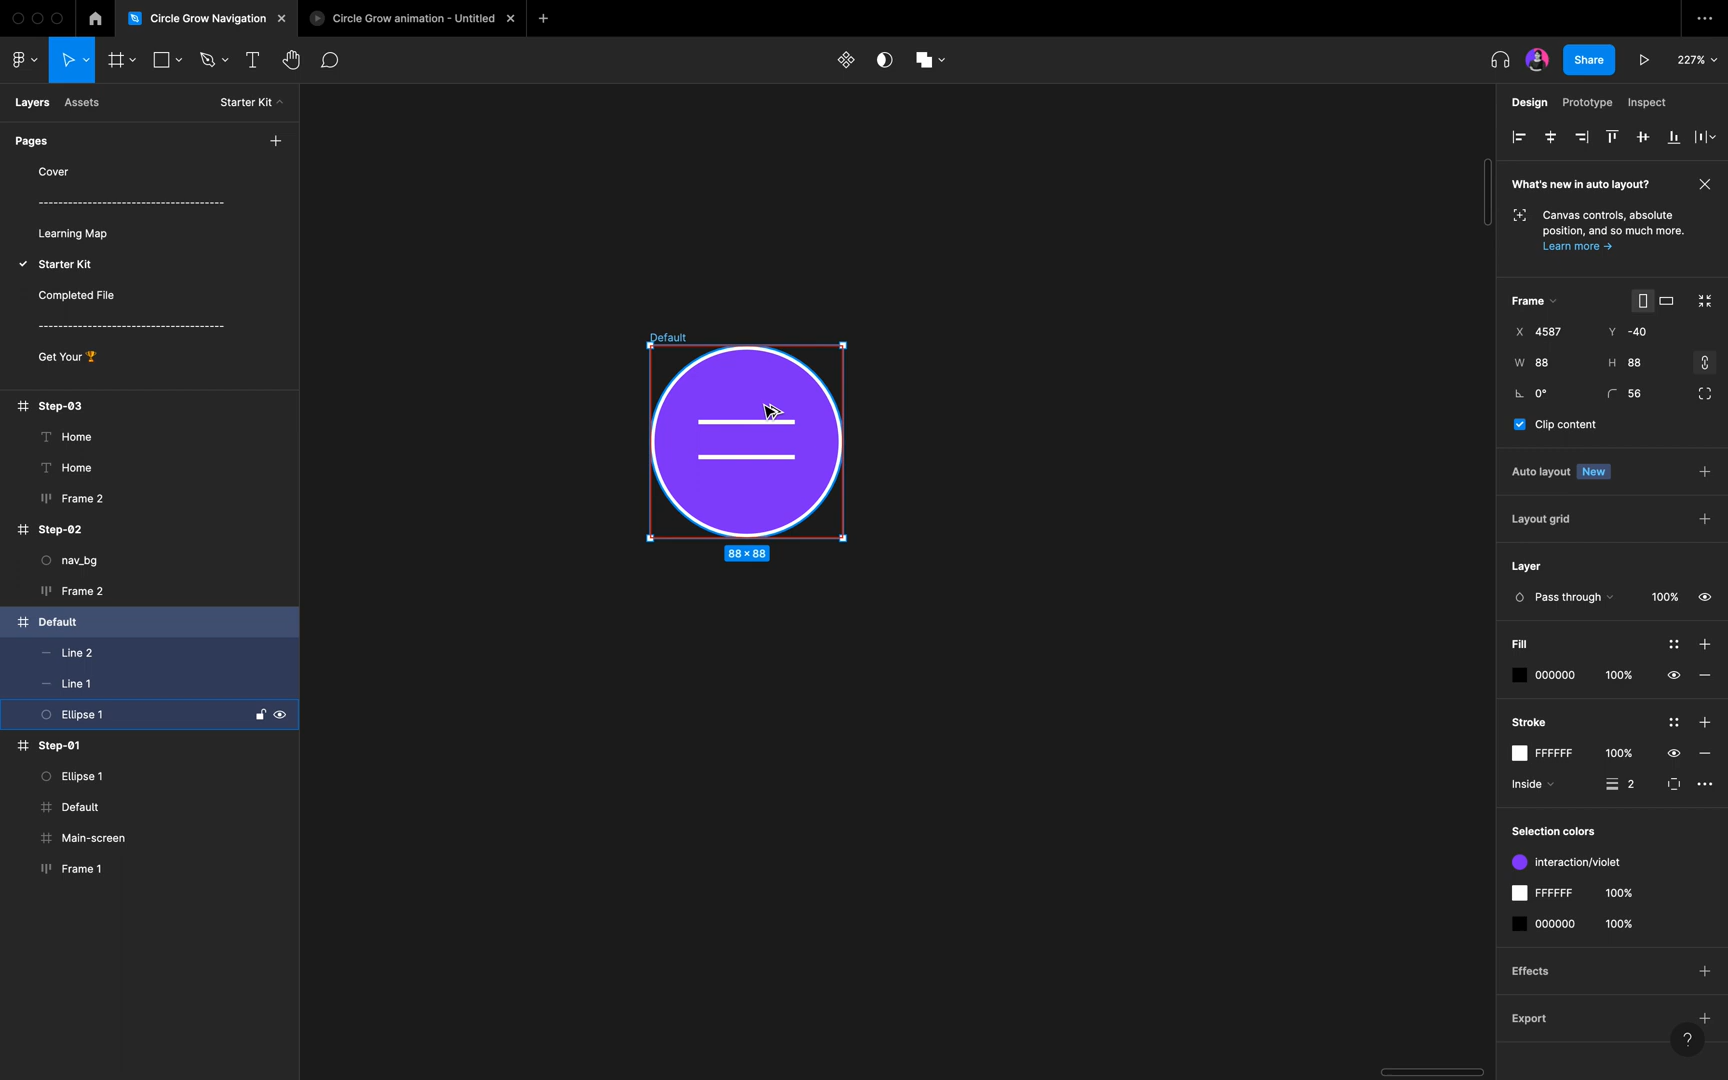 Circle Grow Navigation
Circle Grow animation - Untitled
Share
227%
Layers
Assets
Starter Kit
Pages
Cover
--------------------------------------
Learning Map
Starter Kit
Completed File
--------------------------------------
Get Your 🏆
Step-03
Home
Home
Frame 2
Step-02
nav_bg
Frame 2
Default
Line 2
Line 1
Ellipse 1
Step-01
Ellipse 1
Default
Main-screen
Frame 1
Default
88 × 88
Design
Prototype
Inspect
What's new in auto layout?
Canvas controls, absolute
position, and so much more.
Learn more →
Frame
X 4587
Y -40
W 88
H 88
0°
56
Clip content
Auto layout New
Layout grid
Layer
Pass through
100%
Fill
000000 100%
Stroke
FFFFFF 100%
Inside
2
Selection colors
interaction/violet
FFFFFF 100%
000000 100%
Effects
Export
?